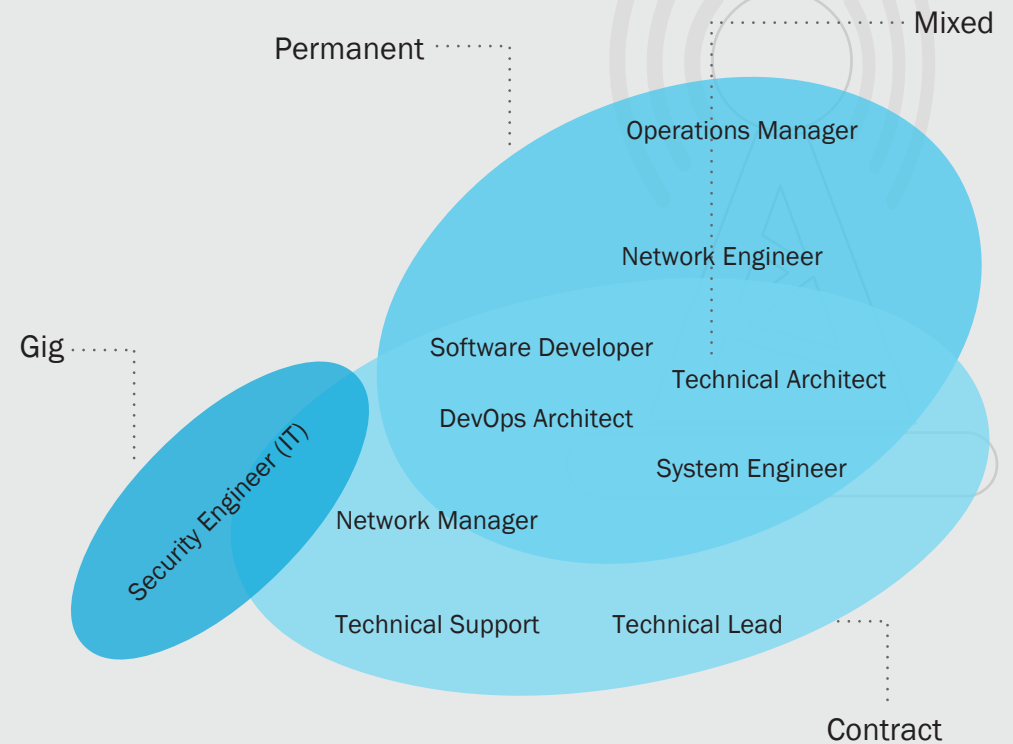 Mixed
Permanent
Operations Manager
Network Engineer
Gig
Software Developer
Technical Architect
DevOps Architect
Security Engineer (IT)
System Engineer
Network Manager
Technical Support
Technical Lead
Contract